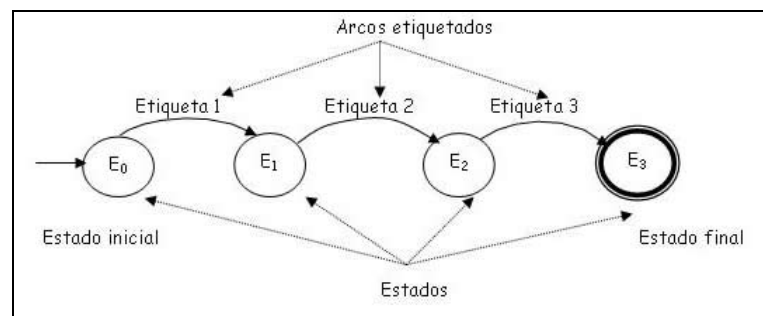 Arcos etiquetados
Etiqueta 1 Etiqueta 2 Etiqueta 3
E0 E1 E2 E3
Estado inicial Estado final
Estados